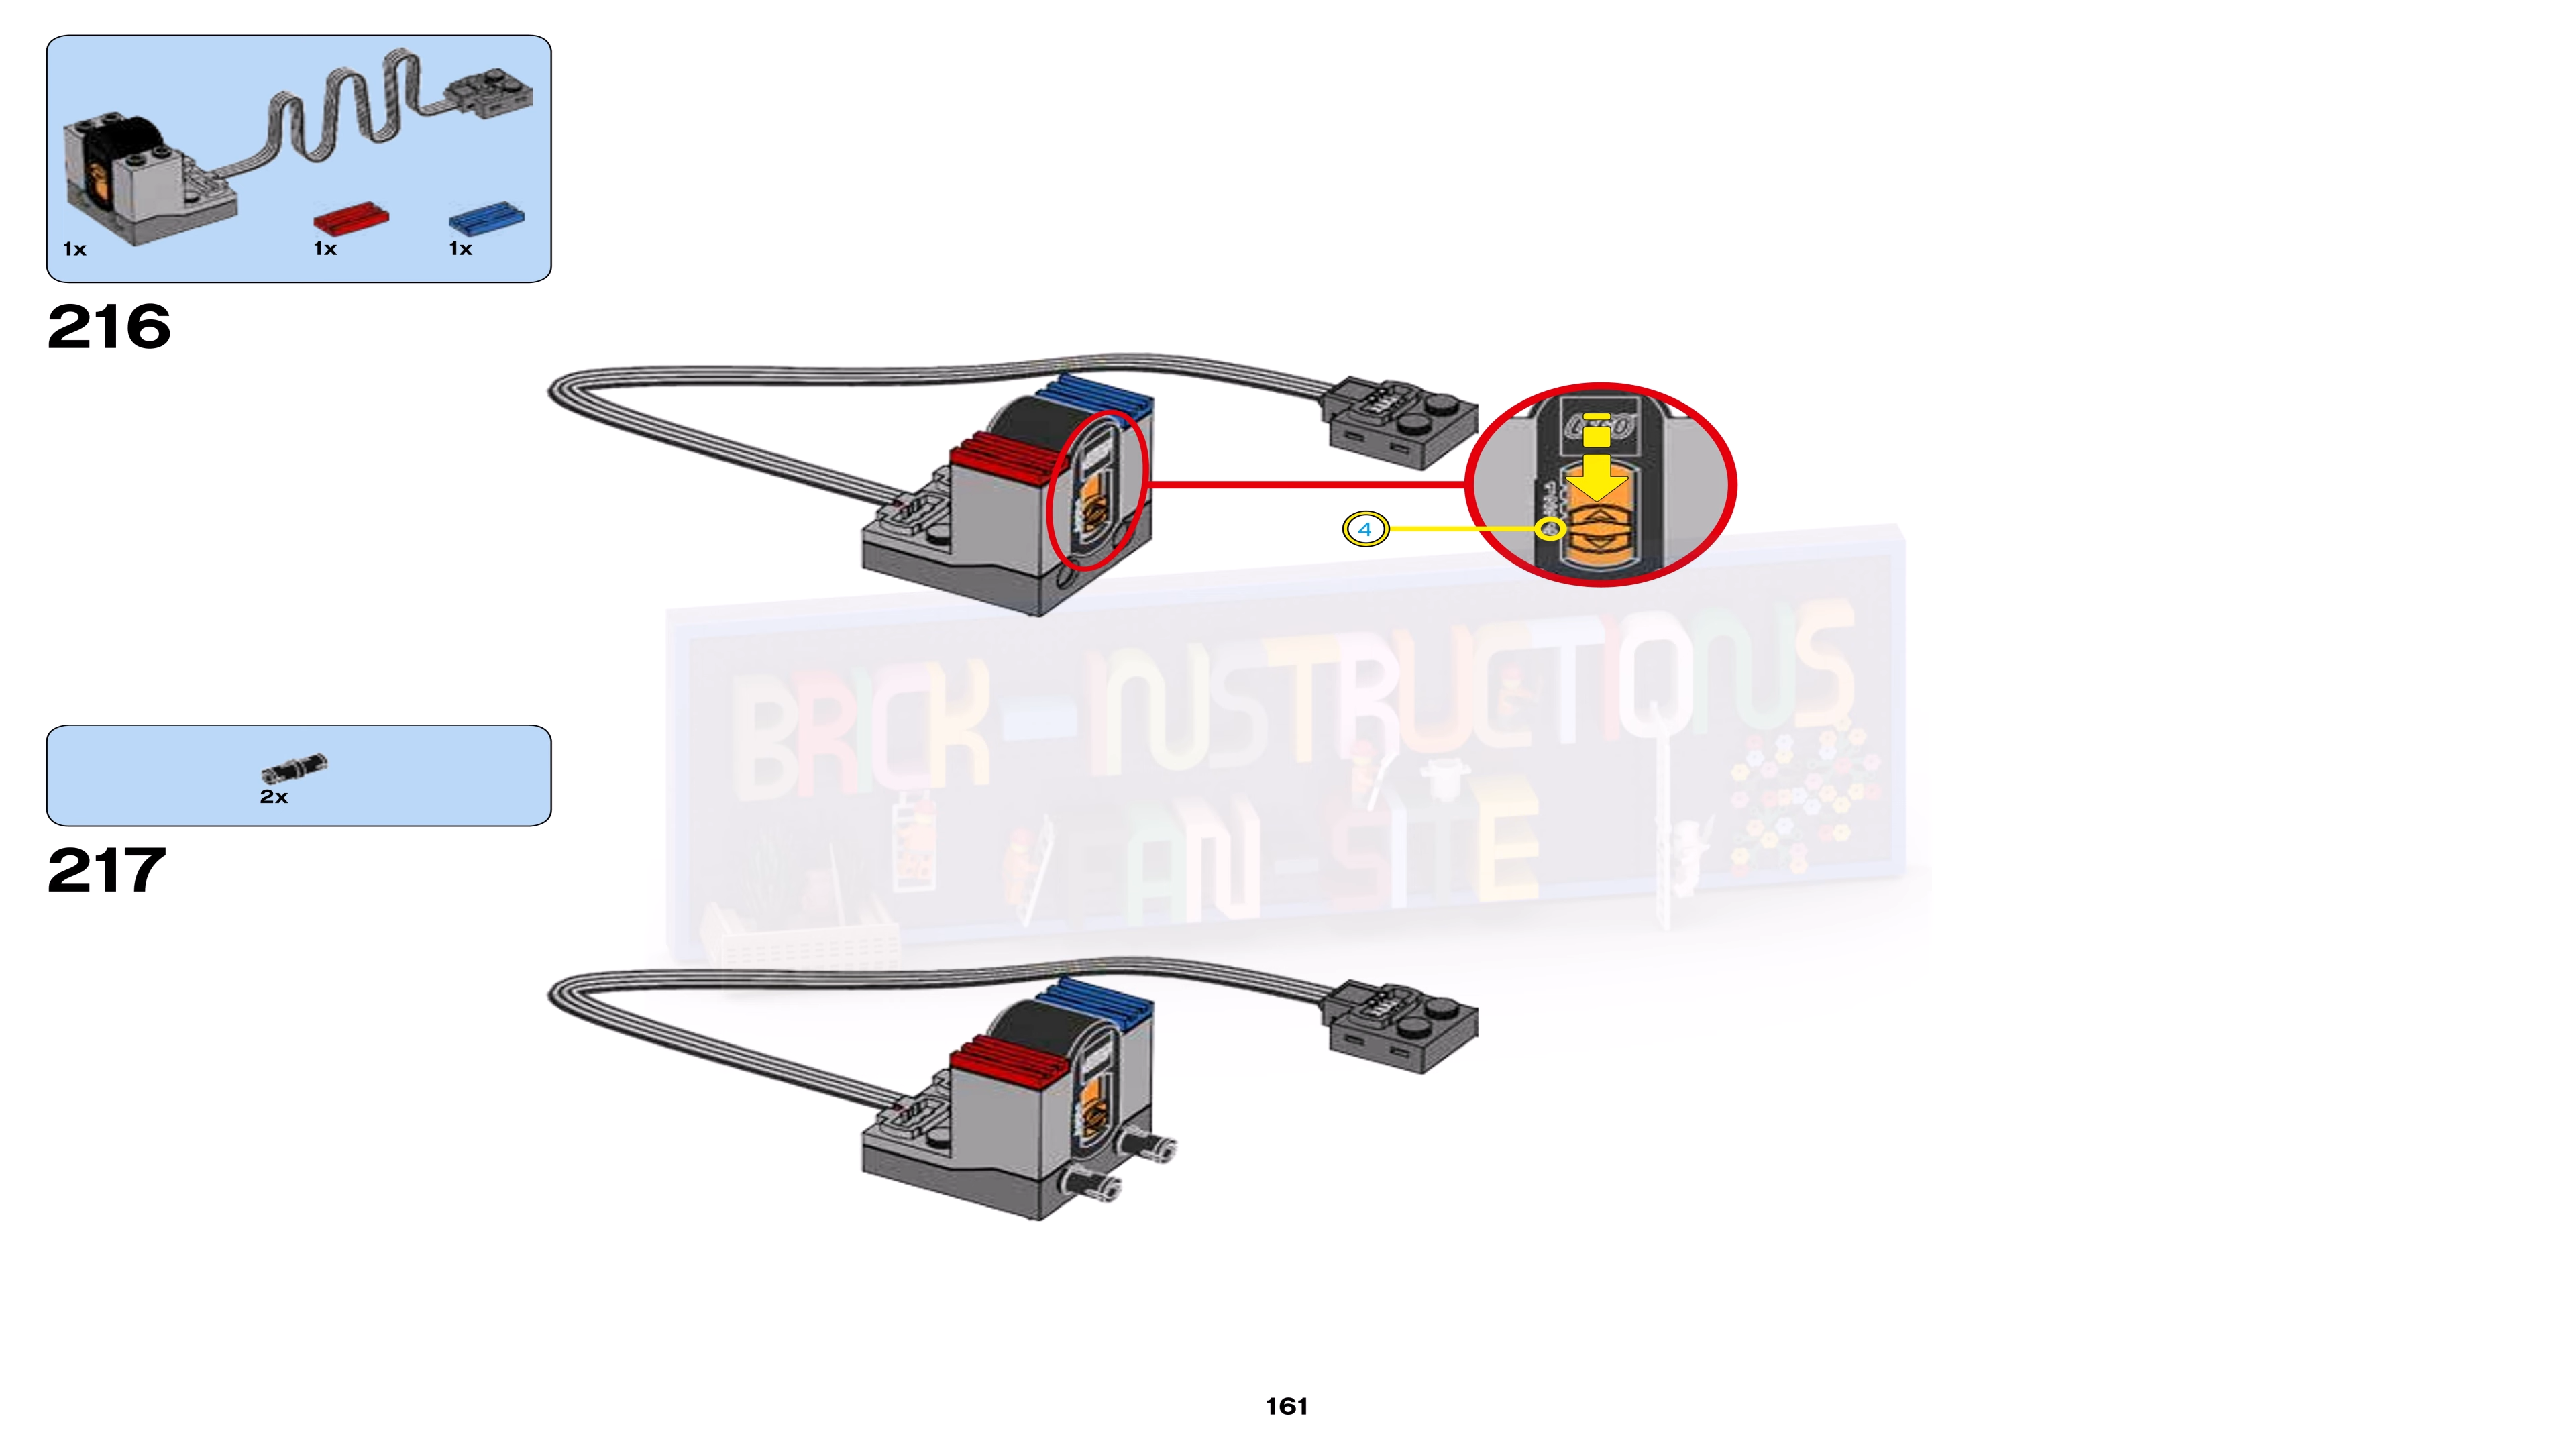 1x
1x
1x
216
4
BRICK-INSTRUCTIONS
FAN-SITE
2x
217
161